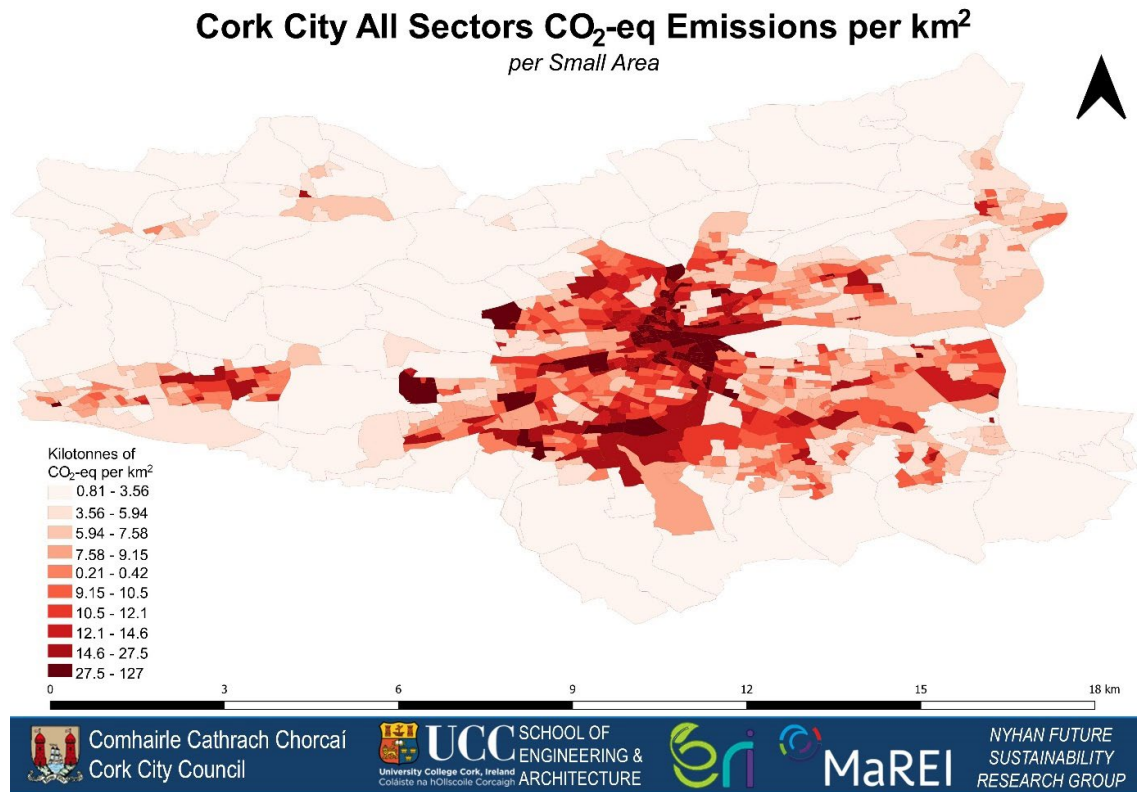 Cork City All Sectors CO₂-eq Emissions per km²
per Small Area
Kilotonnes of
CO₂-eq per km²
0.81 - 3.56
3.56 - 5.94
5.94 - 7.58
7.58 - 9.15
0.21 - 0.42
9.15 - 10.5
10.5 - 12.1
12.1 - 14.6
14.6 - 27.5
27.5 - 127
0 3 6 9 12 15 18 km
Comhairle Cathrach Chorcaí
Cork City Council
UCC
University College Cork, Ireland
Coláiste na hOllscoile Corcaigh
SCHOOL OF
ENGINEERING &
ARCHITECTURE
eri
MaREI
NYHAN FUTURE
SUSTAINABILITY
RESEARCH GROUP